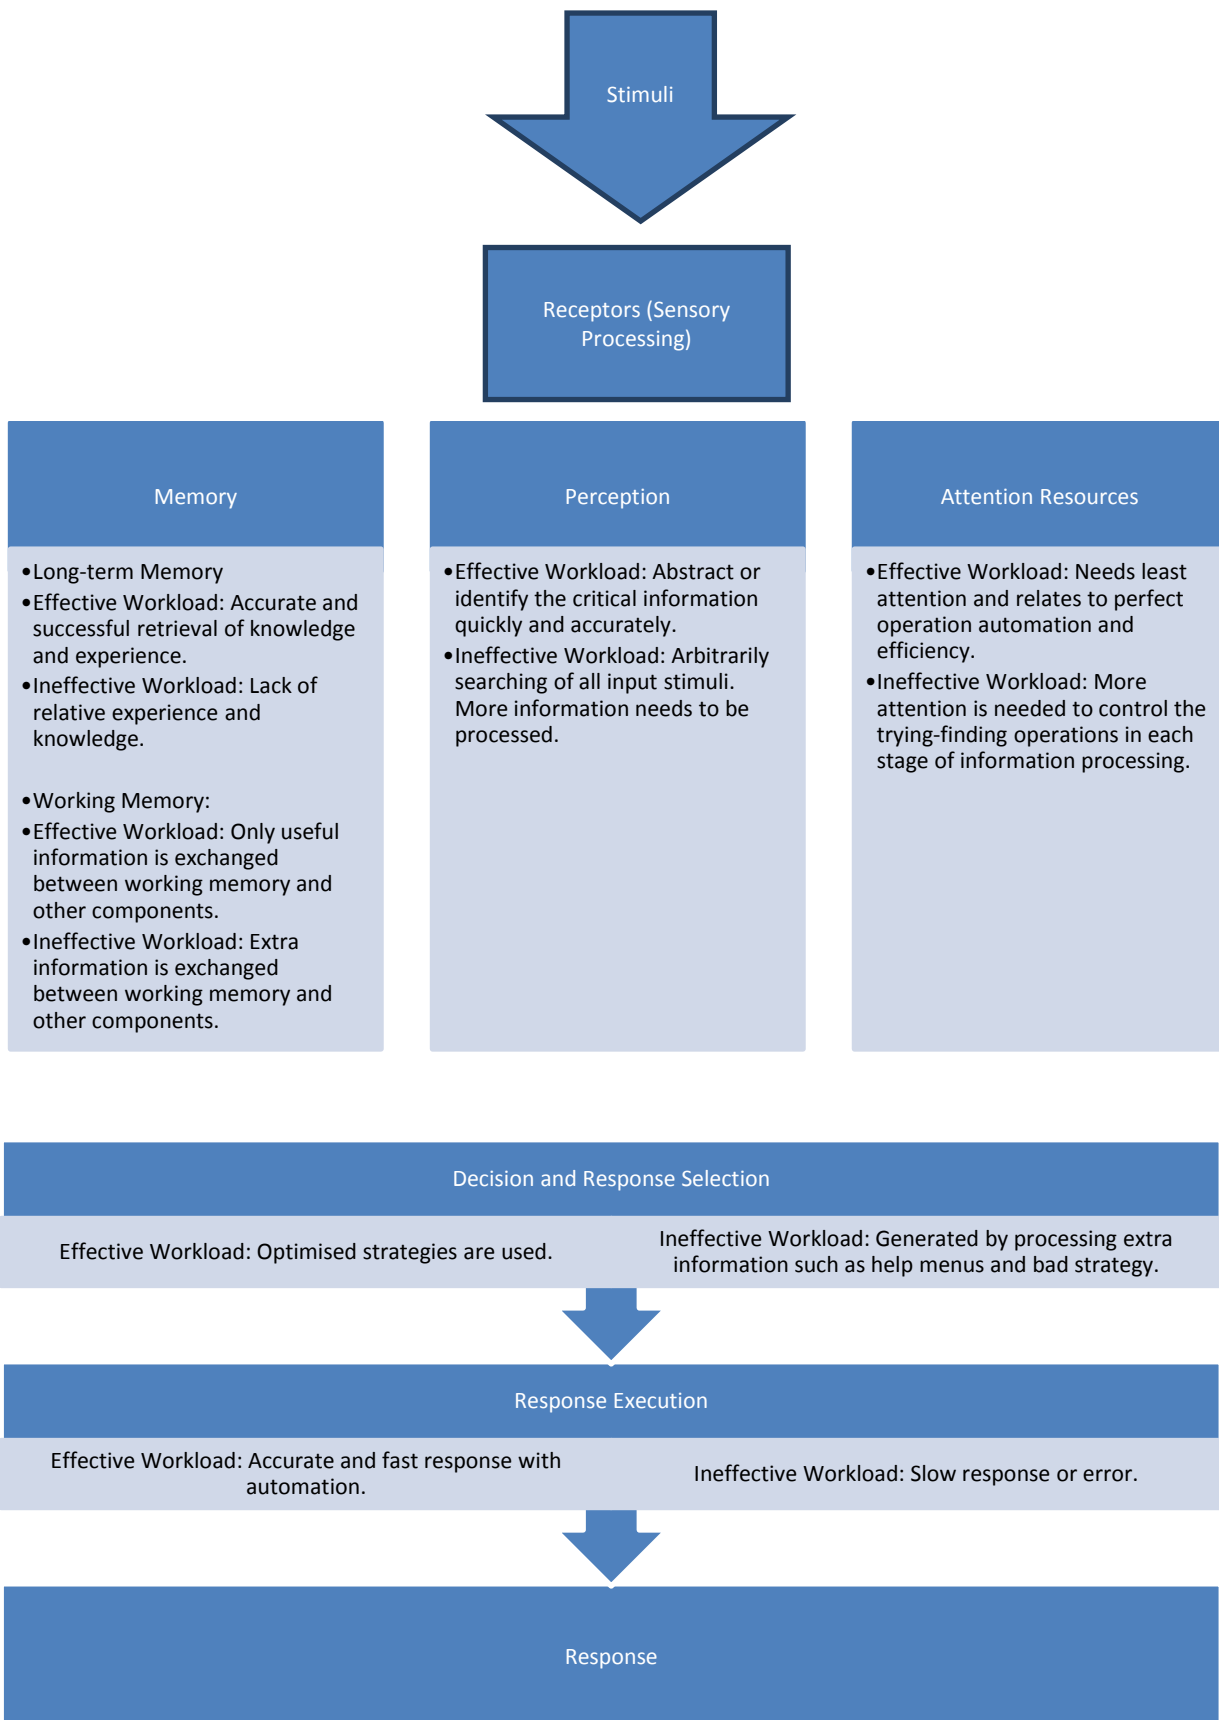 Stimuli
Receptors (Sensory
Processing)
Memory
•Long-term Memory
•Effective Workload: Accurate and
successful retrieval of knowledge
and experience.
•Ineffective Workload: Lack of
relative experience and
knowledge.
•Working Memory:
•Effective Workload: Only useful
information is exchanged
between working memory and
other components.
•Ineffective Workload: Extra
information is exchanged
between working memory and
other components.
Perception
•Effective Workload: Abstract or
identify the critical information
quickly and accurately.
•Ineffective Workload: Arbitrarily
searching of all input stimuli.
More information needs to be
processed.
Attention Resources
•Effective Workload: Needs least
attention and relates to perfect
operation automation and
efficiency.
•Ineffective Workload: More
attention is needed to control the
trying-finding operations in each
stage of information processing.
Decision and Response Selection
Effective Workload: Optimised strategies are used.
Ineffective Workload: Generated by processing extra
information such as help menus and bad strategy.
Response Execution
Effective Workload: Accurate and fast response with
automation.
Ineffective Workload: Slow response or error.
Response